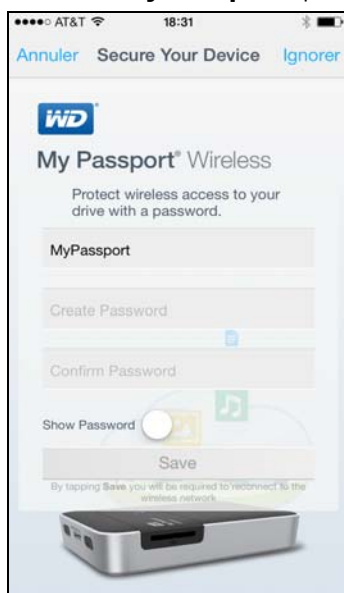 AT&T 18:31
Annuler Secure Your Device Ignorer
WD®
My Passport® Wireless
Protect wireless access to your
drive with a password.
MyPassport
Create Password
Confirm Password
Show Password
Save
By tapping Save you will be required to reconnect to the
wireless network